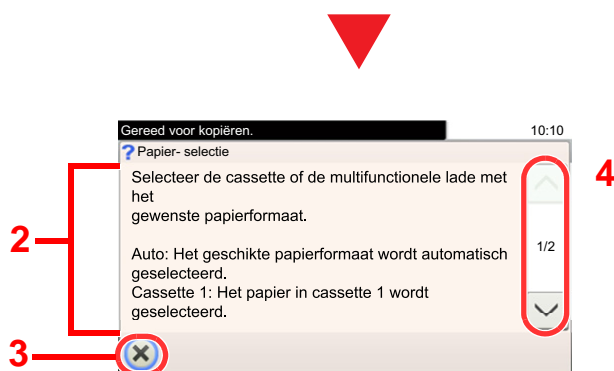 Gereed voor kopiëren.
10:10
? Papier- selectie
Selecteer de cassette of de multifunctionele lade met
het
gewenste papierformaat.
Auto: Het geschikte papierformaat wordt automatisch
geselecteerd.
Cassette 1: Het papier in cassette 1 wordt
geselecteerd.
1/2
2
3
4